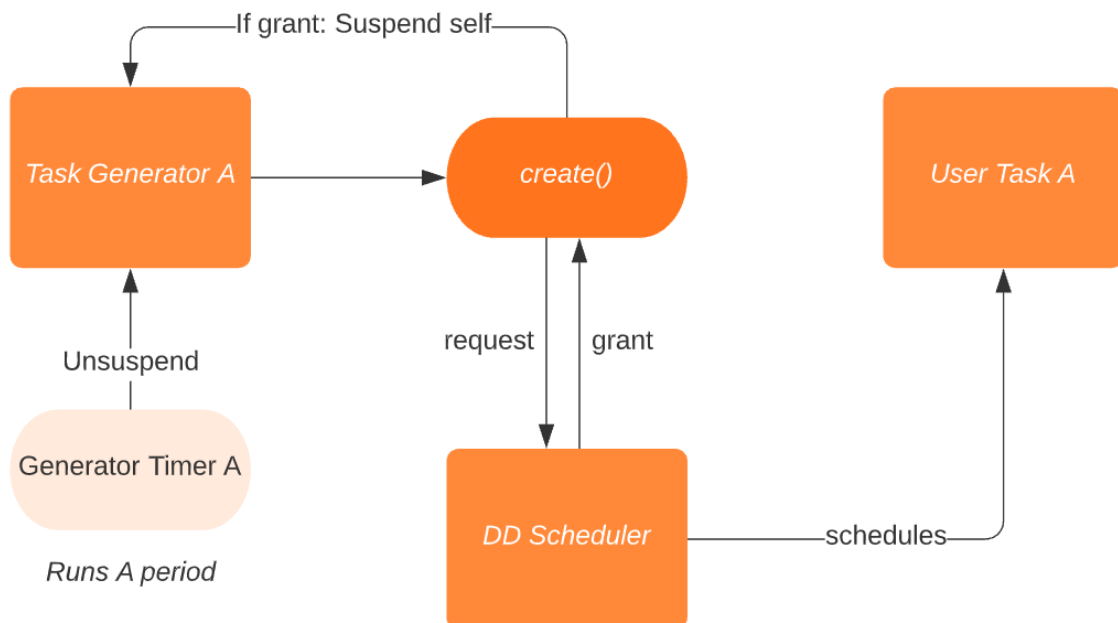 If grant: Suspend self
Task Generator A
create()
User Task A
request
grant
Unsuspend
Generator Timer A
DD Scheduler
schedules
Runs A period